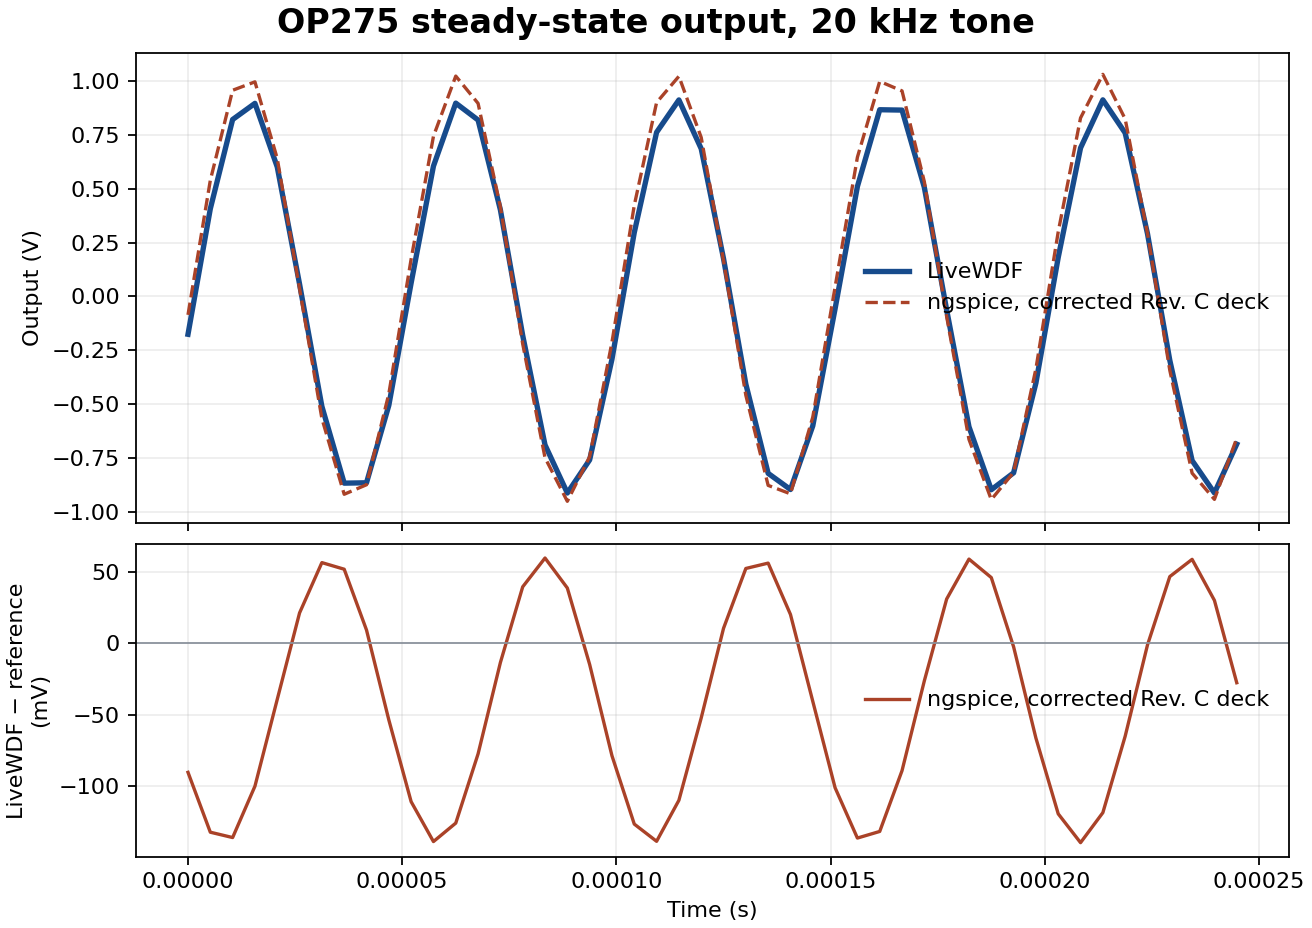 OP275 steady-state output, 20 kHz tone
Output (V)
1.00
0.75
0.50
0.25
0.00
−0.25
−0.50
−0.75
−1.00
LiveWDF
ngspice, corrected Rev. C deck
LiveWDF − reference
(mV)
50
0
−50
−100
ngspice, corrected Rev. C deck
0.00000
0.00005
0.00010
0.00015
0.00020
0.00025
Time (s)